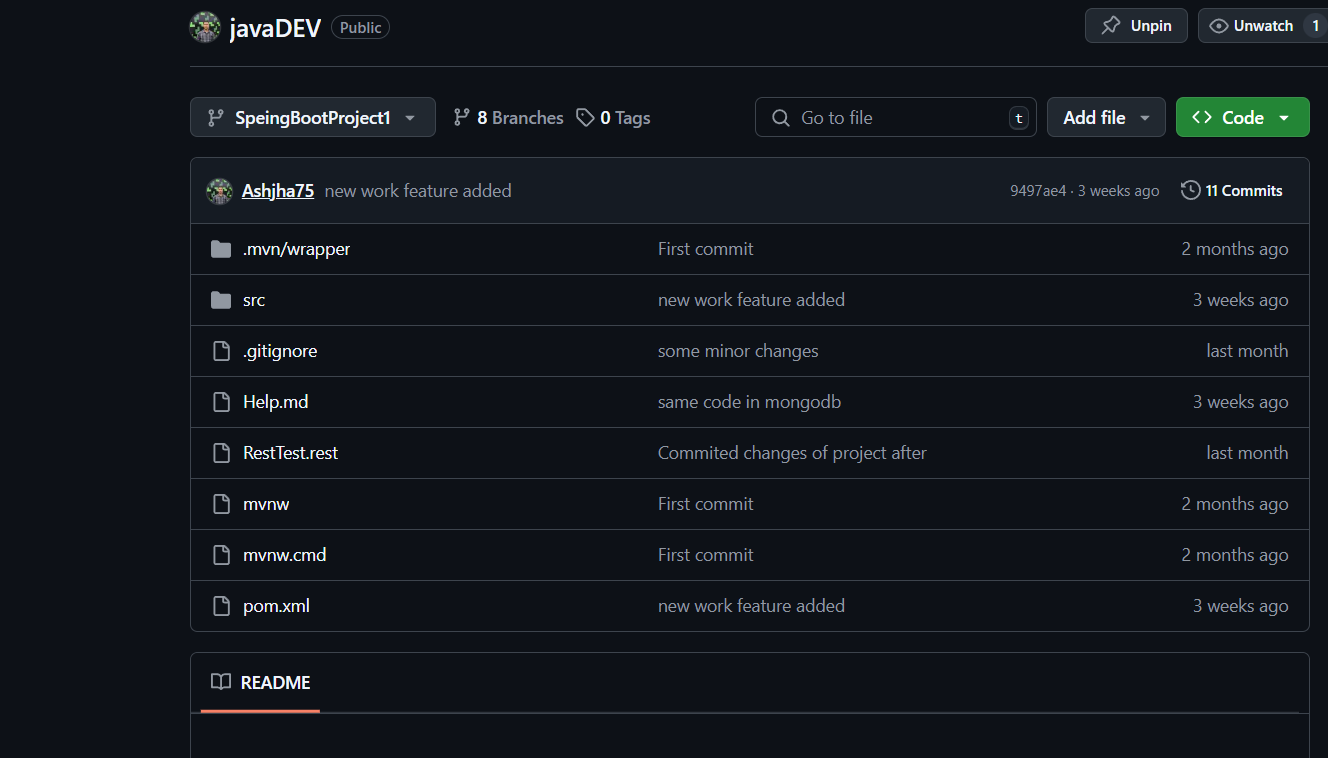 javaDEV Public Unpin Unwatch 1
SpeingBootProject1 8 Branches 0 Tags Go to file t Add file Code
Ashjha75 new work feature added 9497ae4 · 3 weeks ago 11 Commits
.mvn/wrapper First commit 2 months ago
src new work feature added 3 weeks ago
.gitignore some minor changes last month
Help.md same code in mongodb 3 weeks ago
RestTest.rest Commited changes of project after last month
mvnw First commit 2 months ago
mvnw.cmd First commit 2 months ago
pom.xml new work feature added 3 weeks ago
README